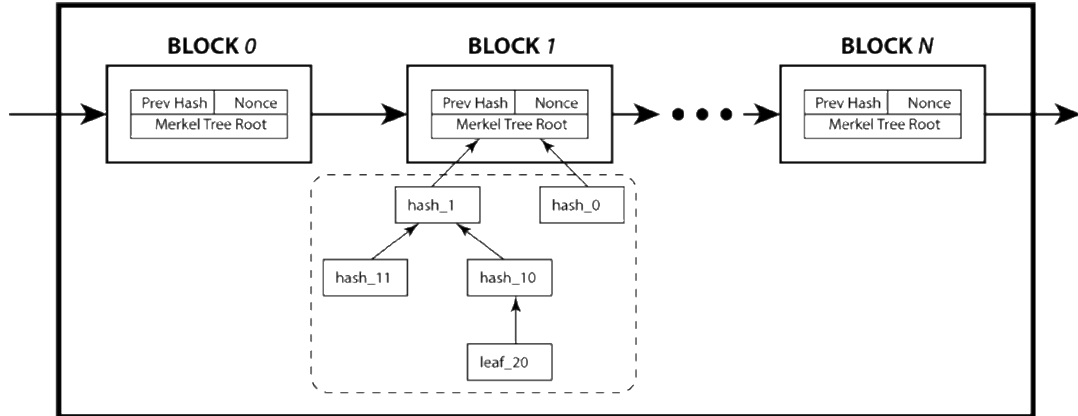 BLOCK 0
BLOCK 1
BLOCK N
Prev Hash Nonce
Merkel Tree Root
Prev Hash Nonce
Merkel Tree Root
Prev Hash Nonce
Merkel Tree Root
hash_1
hash_0
hash_11
hash_10
leaf_20